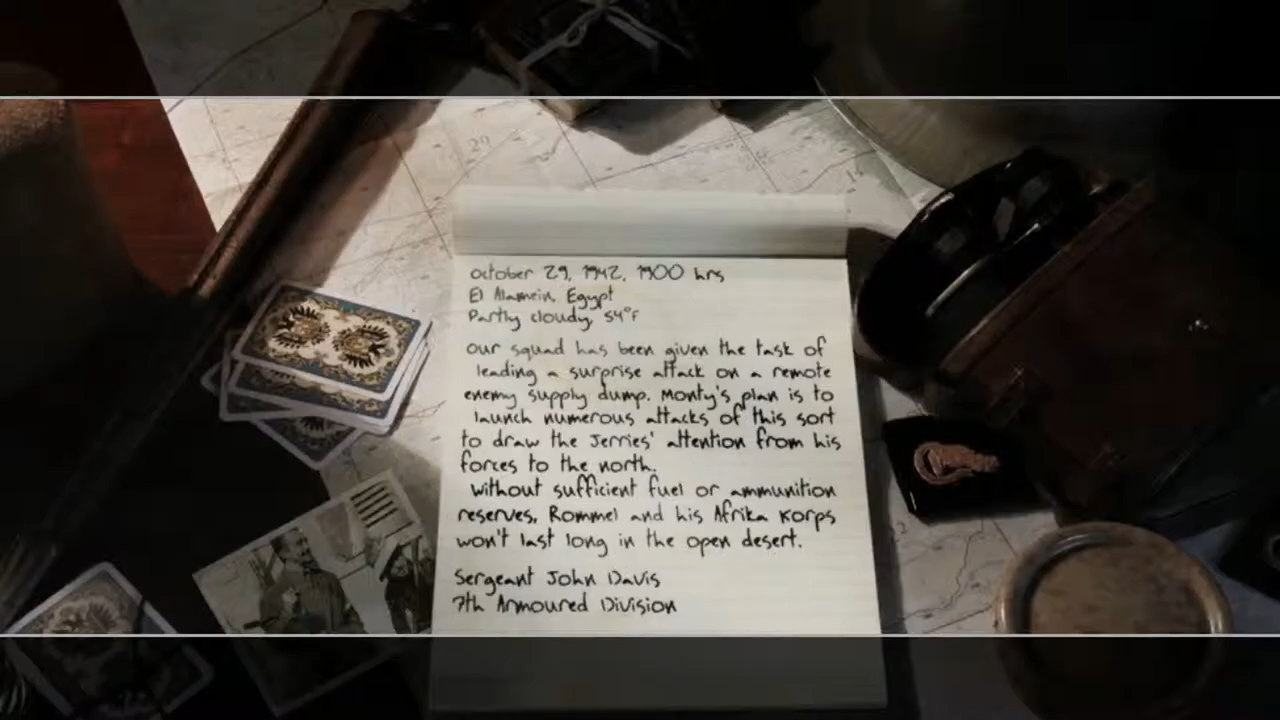 October 29, 1942, 1900 hrs
El Alamein, Egypt
Partly cloudy, 54°F
Our squad has been given the task of
leading a surprise attack on a remote
enemy supply dump. Monty's plan is to
launch numerous attacks of this sort
to draw the Jerries' attention from his
forces to the north.
Without sufficient fuel or ammunition
reserves, Rommel and his Afrika Korps
won't last long in the open desert.
Sergeant John Davis
7th Armoured Division